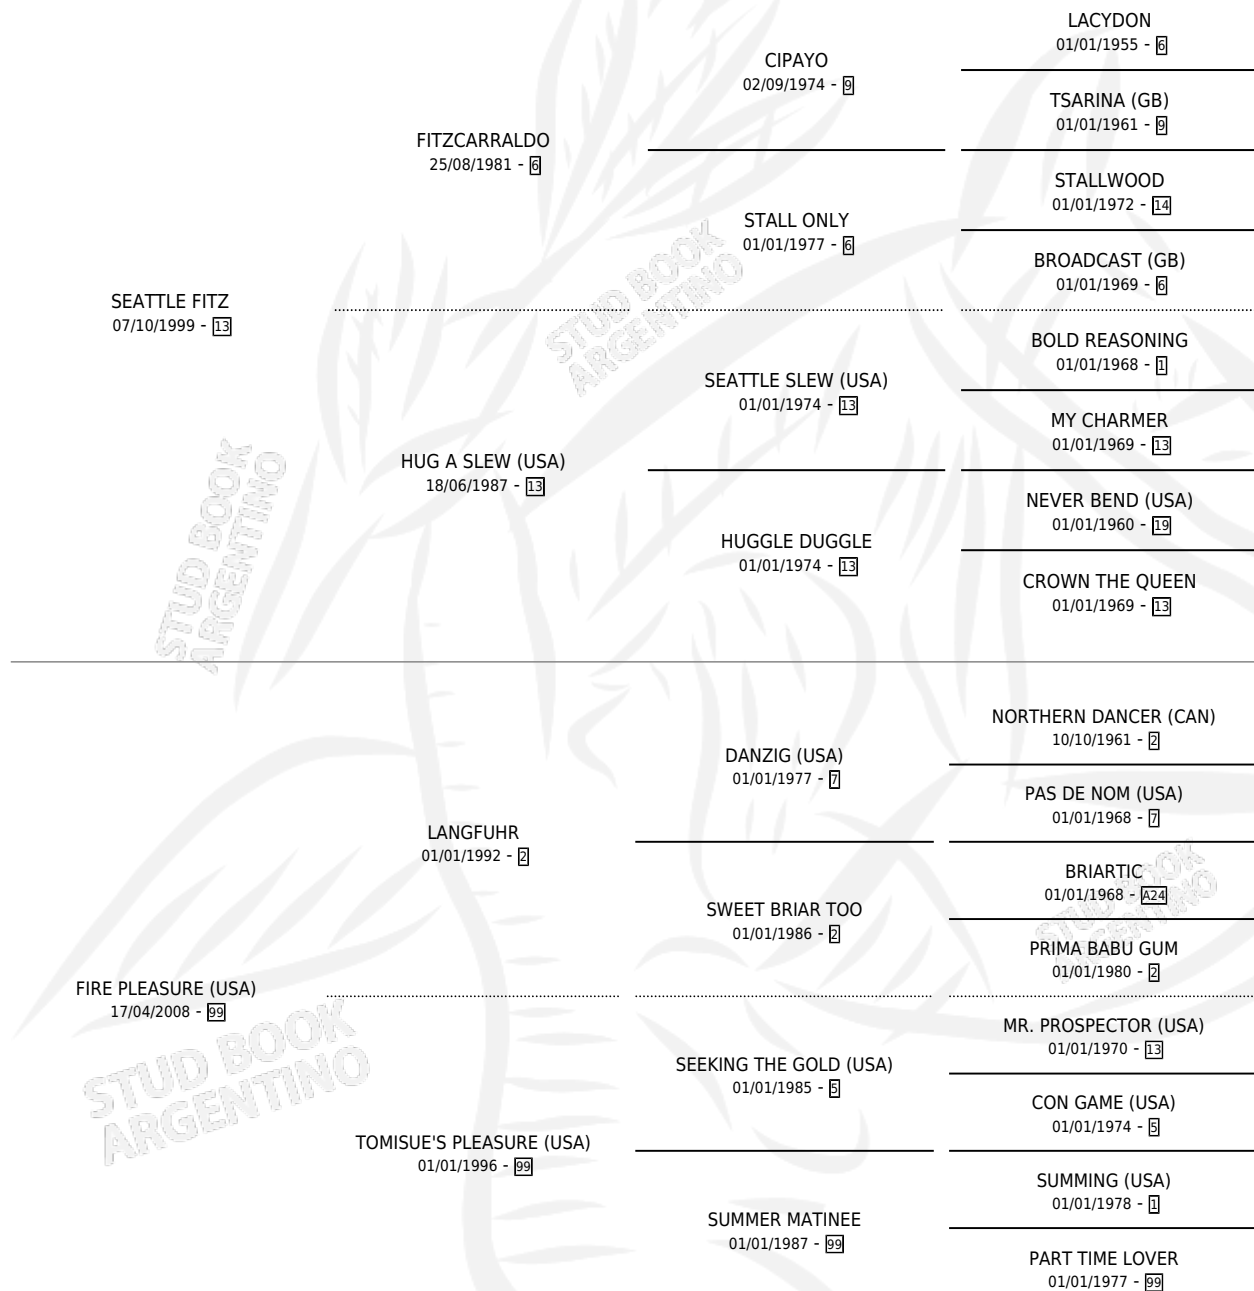 LACYDON
01/01/1955 - 6
CIPAYO
02/09/1974 - 9
TSARINA (GB)
01/01/1961 - 9
FITZCARRALDO
25/08/1981 - 6
STALLWOOD
01/01/1972 - 14
STALL ONLY
01/01/1977 - 6
BROADCAST (GB)
01/01/1969 - 6
SEATTLE FITZ
07/10/1999 - 13
STUD BOOK
ARGENTINO
BOLD REASONING
01/01/1968 - 1
SEATTLE SLEW (USA)
01/01/1974 - 13
MY CHARMER
01/01/1969 - 13
HUG A SLEW (USA)
18/06/1987 - 13
NEVER BEND (USA)
01/01/1960 - 19
HUGGLE DUGGLE
01/01/1974 - 13
CROWN THE QUEEN
01/01/1969 - 13
STUD BOOK
ARGENTINO
NORTHERN DANCER (CAN)
10/10/1961 - 2
DANZIG (USA)
01/01/1977 - 7
PAS DE NOM (USA)
01/01/1968 - 7
LANGFUHR
01/01/1992 - 2
BRIARTIC
01/01/1968 - A24
STUD BOOK
ARGENTINO
SWEET BRIAR TOO
01/01/1986 - 2
PRIMA BABU GUM
01/01/1980 - 2
FIRE PLEASURE (USA)
17/04/2008 - 99
MR. PROSPECTOR (USA)
01/01/1970 - 13
SEEKING THE GOLD (USA)
01/01/1985 - 5
CON GAME (USA)
01/01/1974 - 5
STUD BOOK
ARGENTINO
TOMISUE'S PLEASURE (USA)
01/01/1996 - 99
SUMMING (USA)
01/01/1978 - 1
SUMMER MATINEE
01/01/1987 - 99
PART TIME LOVER
01/01/1977 - 99